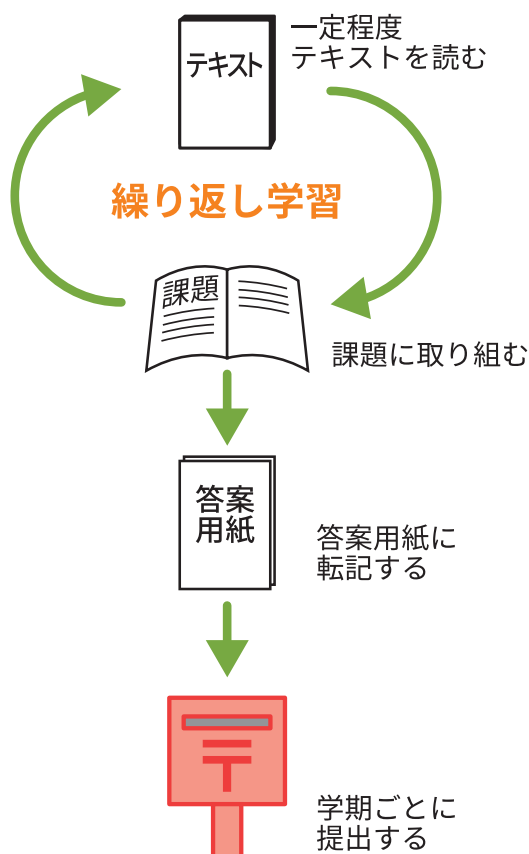 テキスト
一定程度
テキストを読む
繰り返し学習
課題
課題に取り組む
答案
用紙
答案用紙に
転記する
〒
学期ごとに
提出する